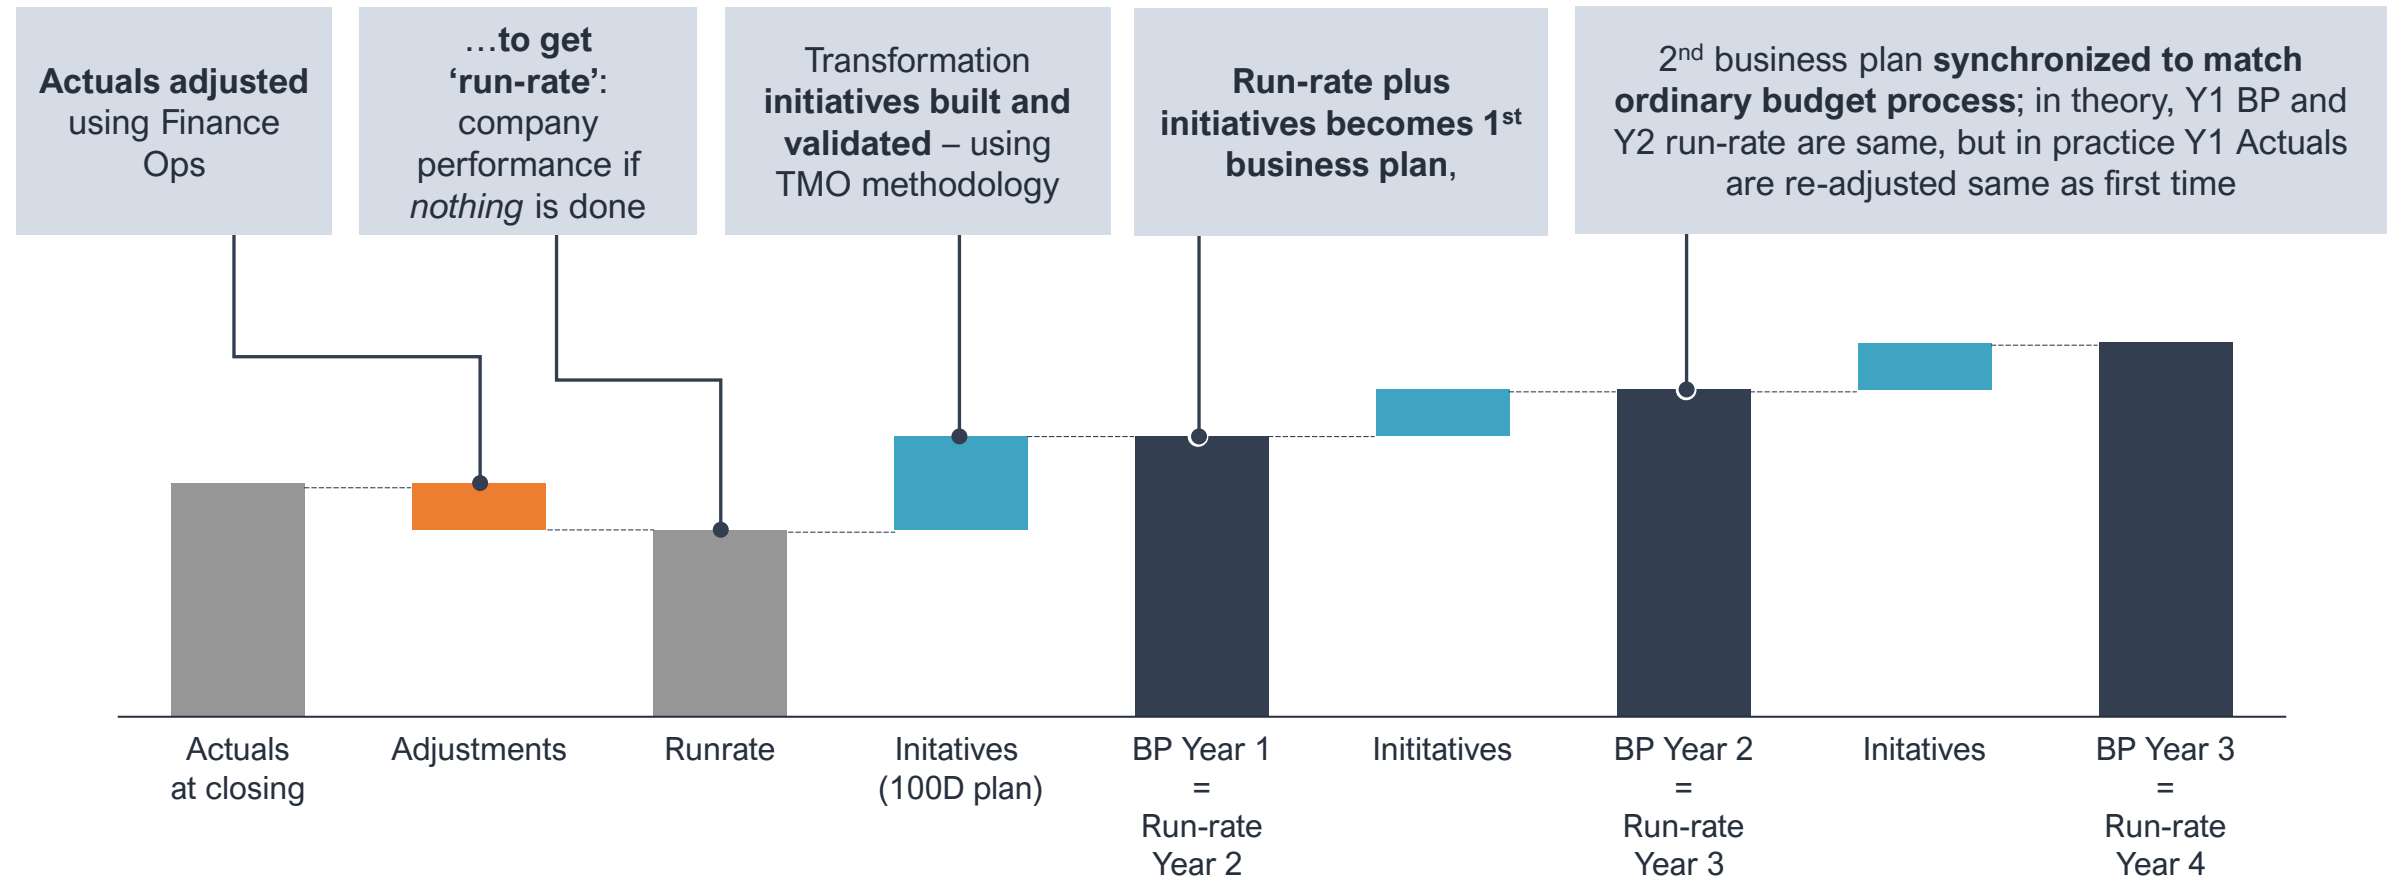 Actuals adjusted
using Finance
Ops
…to get
‘run-rate’:
company
performance if
nothing is done
Transformation
initiatives built and
validated – using
TMO methodology
Run-rate plus
initiatives becomes 1st
business plan,
2nd business plan synchronized to match
ordinary budget process; in theory, Y1 BP and
Y2 run-rate are same, but in practice Y1 Actuals
are re-adjusted same as first time
Actuals
at closing
Adjustments
Runrate
Initatives
(100D plan)
BP Year 1
=
Run-rate
Year 2
Inititatives
BP Year 2
=
Run-rate
Year 3
Initatives
BP Year 3
=
Run-rate
Year 4